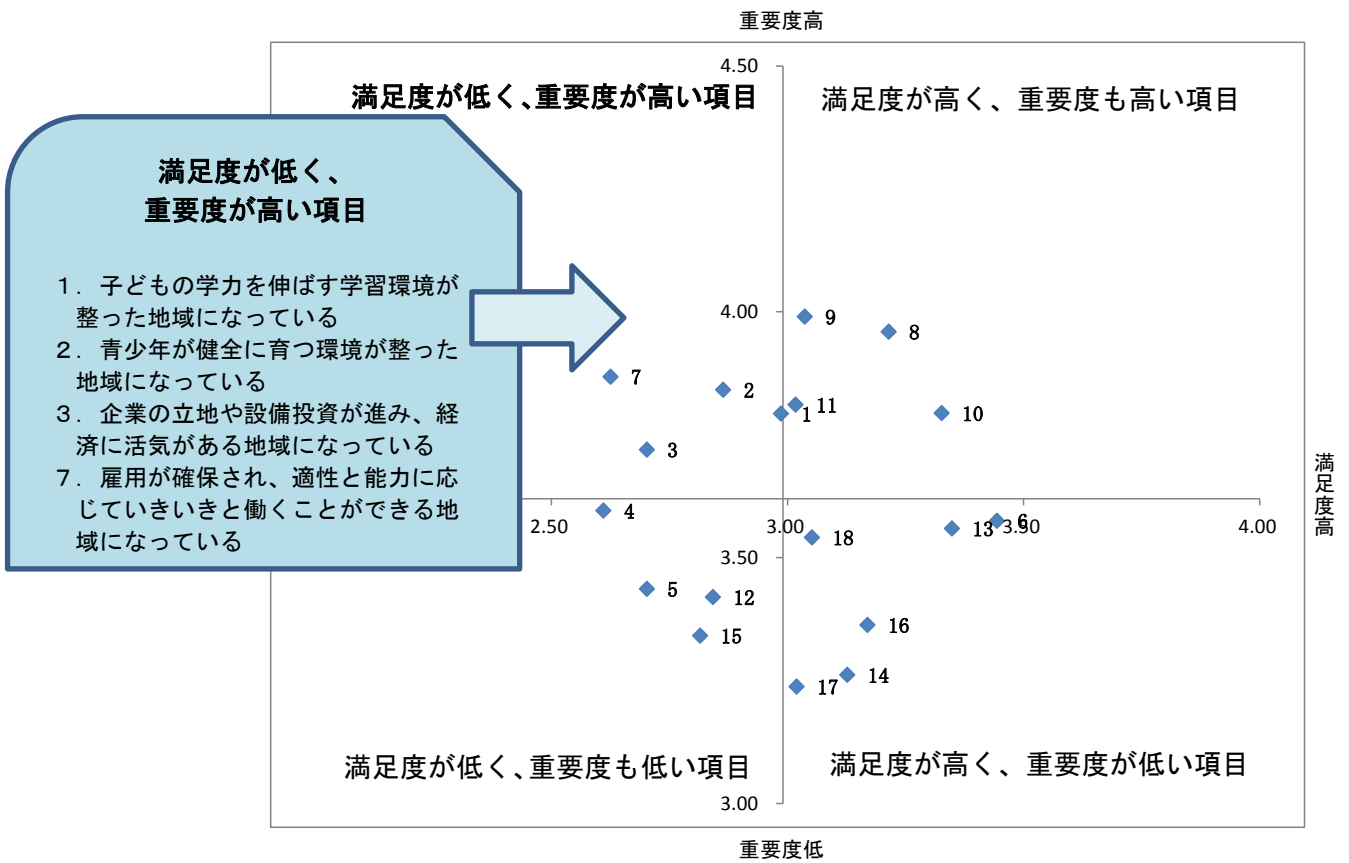 重要度高
4.50
満足度が低く、重要度が高い項目
満足度が高く、重要度も高い項目
満足度が低く、
重要度が高い項目
1．子どもの学力を伸ばす学習環境が
整った地域になっている
2．青少年が健全に育つ環境が整った
地域になっている
3．企業の立地や設備投資が進み、経
済に活気がある地域になっている
7．雇用が確保され、適性と能力に応
じていきいきと働くことができる地
域になっている
4.00
9
8
7
2
11
1
10
3
満足度高
4
2.50
3.00
18
13
3.5
6
4.00
3.50
5
12
15
16
17
14
満足度が低く、重要度も低い項目
満足度が高く、重要度が低い項目
3.00
重要度低